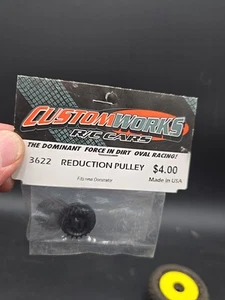 CUSTOMWORKS
R/C CARS
THE DOMINANT FORCE IN DIRT OVAL RACING!
3622 REDUCTION PULLEY $4.00
Made In USA